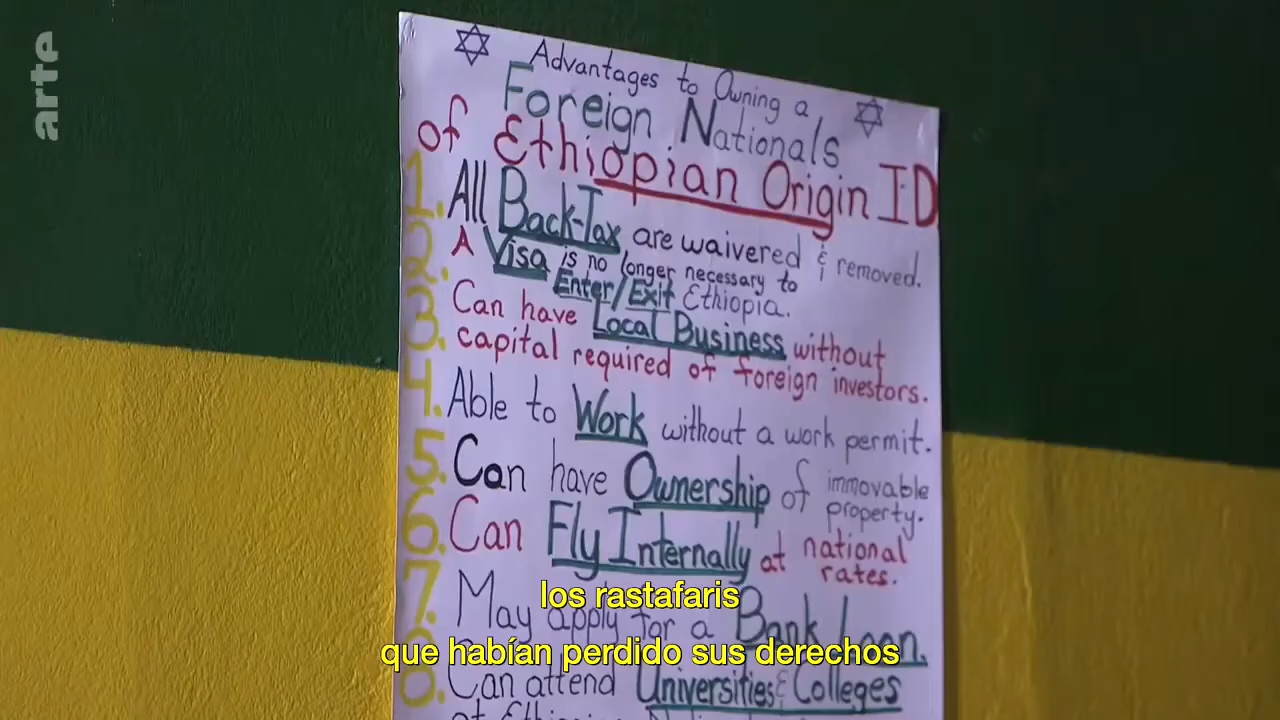 arte
Advantages to Owning a
Foreign Nationals
of Ethiopian Origin ID
1. All Back-Tax are waivered & removed.
2. A Visa is no longer necessary to
Enter/Exit Ethiopia.
3. Can have Local Business without
capital required of foreign investors.
4. Able to Work without a work permit.
5. Can have Ownership of immovable
property.
6. Can Fly Internally at national
rates.
7. May apply for a Bank Loan.
8. Can attend Universities & Colleges
los rastafaris
que habían perdido sus derechos